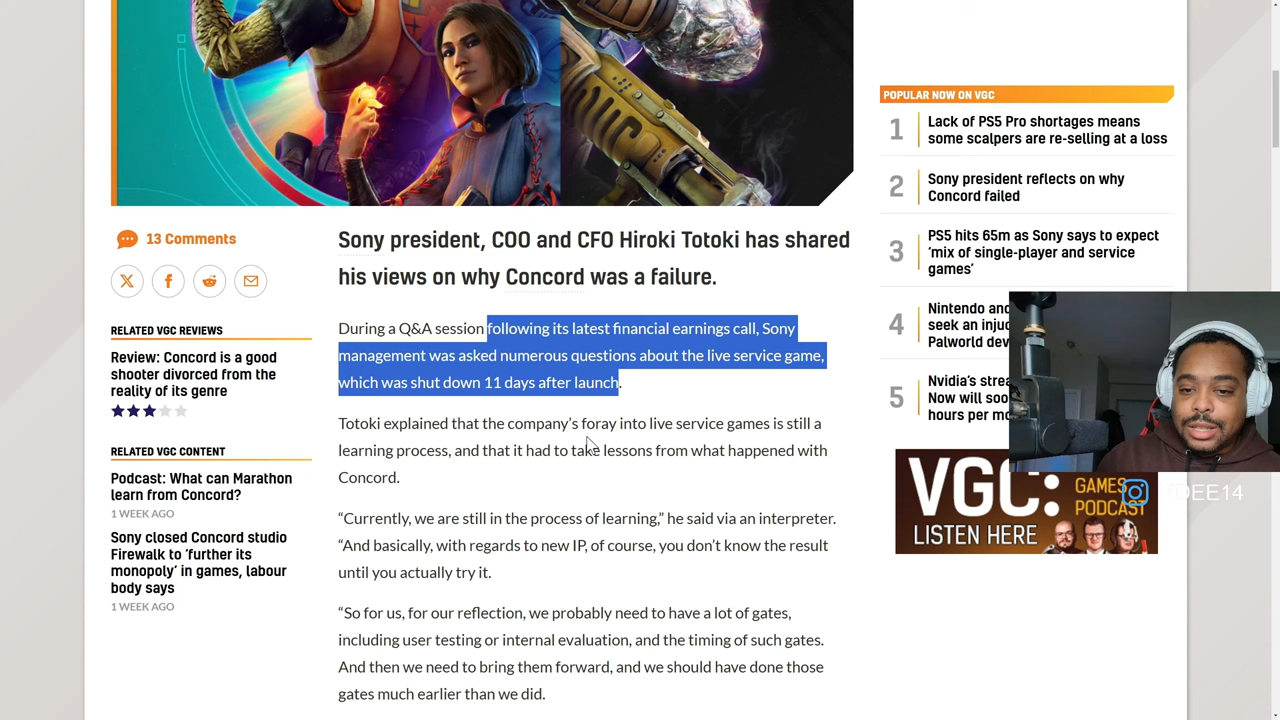 13 Comments
RELATED VGC REVIEWS
Review: Concord is a good
shooter divorced from the
reality of its genre
RELATED VGC CONTENT
Podcast: What can Marathon
learn from Concord?
1 WEEK AGO
Sony closed Concord studio
Firewalk to ‘further its
monopoly’ in games, labour
body says
1 WEEK AGO
Sony president, COO and CFO Hiroki Totoki has shared
his views on why Concord was a failure.
During a Q&A session following its latest financial earnings call, Sony
management was asked numerous questions about the live service game,
which was shut down 11 days after launch.
Totoki explained that the company’s foray into live service games is still a
learning process, and that it had to take lessons from what happened with
Concord.
“Currently, we are still in the process of learning,” he said via an interpreter.
“And basically, with regards to new IP, of course, you don’t know the result
until you actually try it.
“So for us, for our reflection, we probably need to have a lot of gates,
including user testing or internal evaluation, and the timing of such gates.
And then we need to bring them forward, and we should have done those
gates much earlier than we did.
POPULAR NOW ON VGC
1 Lack of PS5 Pro shortages means
some scalpers are re-selling at a loss
2 Sony president reflects on why
Concord failed
3 PS5 hits 65m as Sony says to expect
‘mix of single-player and service
games’
4 Nintendo and
seek an injun
Palworld dev
5 Nvidia’s strea
Now will soo
hours per mo
VGC: GAMES
PODCAST
LISTEN HERE
DEE14